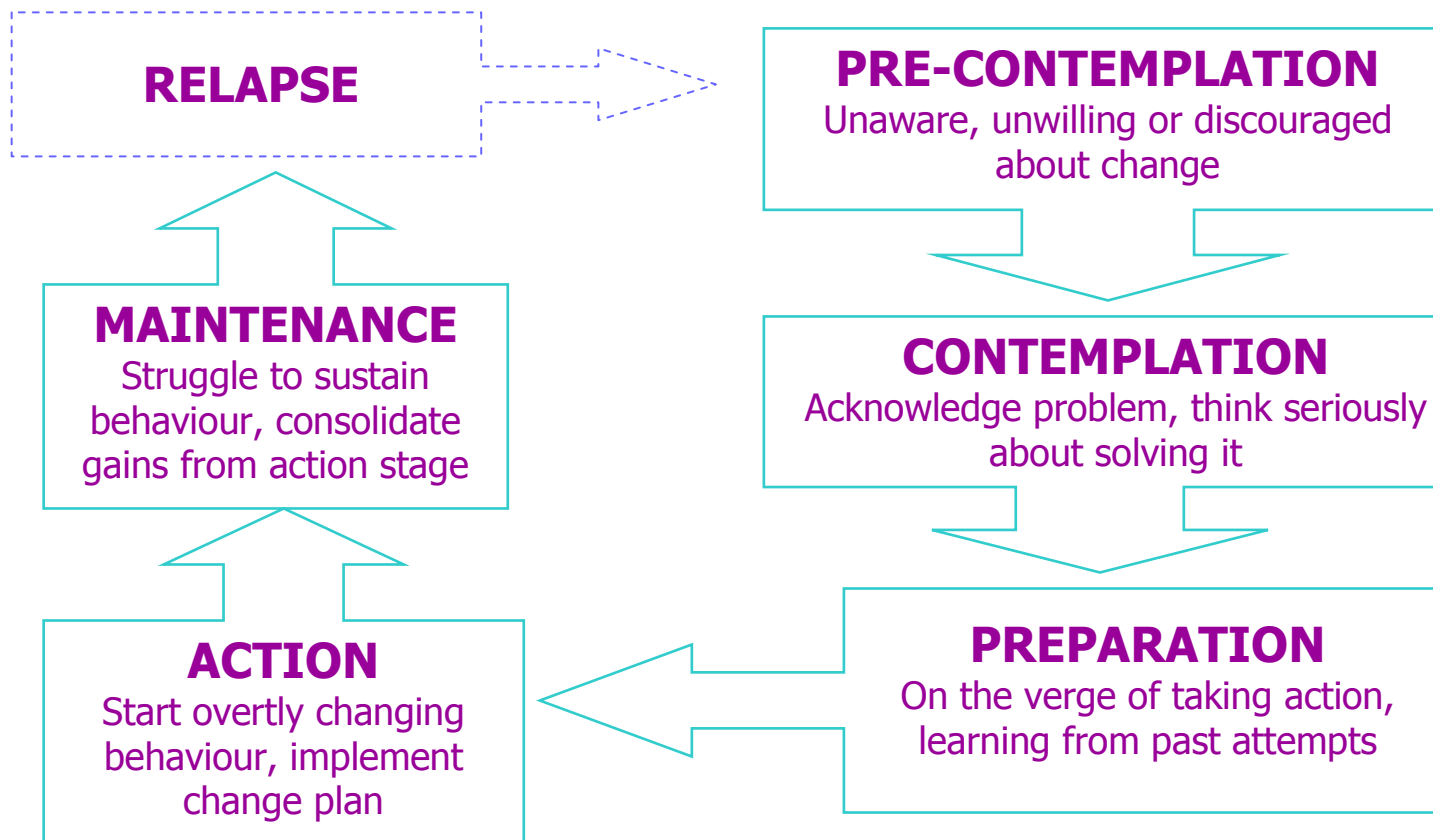 RELAPSE
PRE-CONTEMPLATION
Unaware, unwilling or discouraged
about change
CONTEMPLATION
Acknowledge problem, think seriously
about solving it
PREPARATION
On the verge of taking action,
learning from past attempts
ACTION
Start overtly changing
behaviour, implement
change plan
MAINTENANCE
Struggle to sustain
behaviour, consolidate
gains from action stage